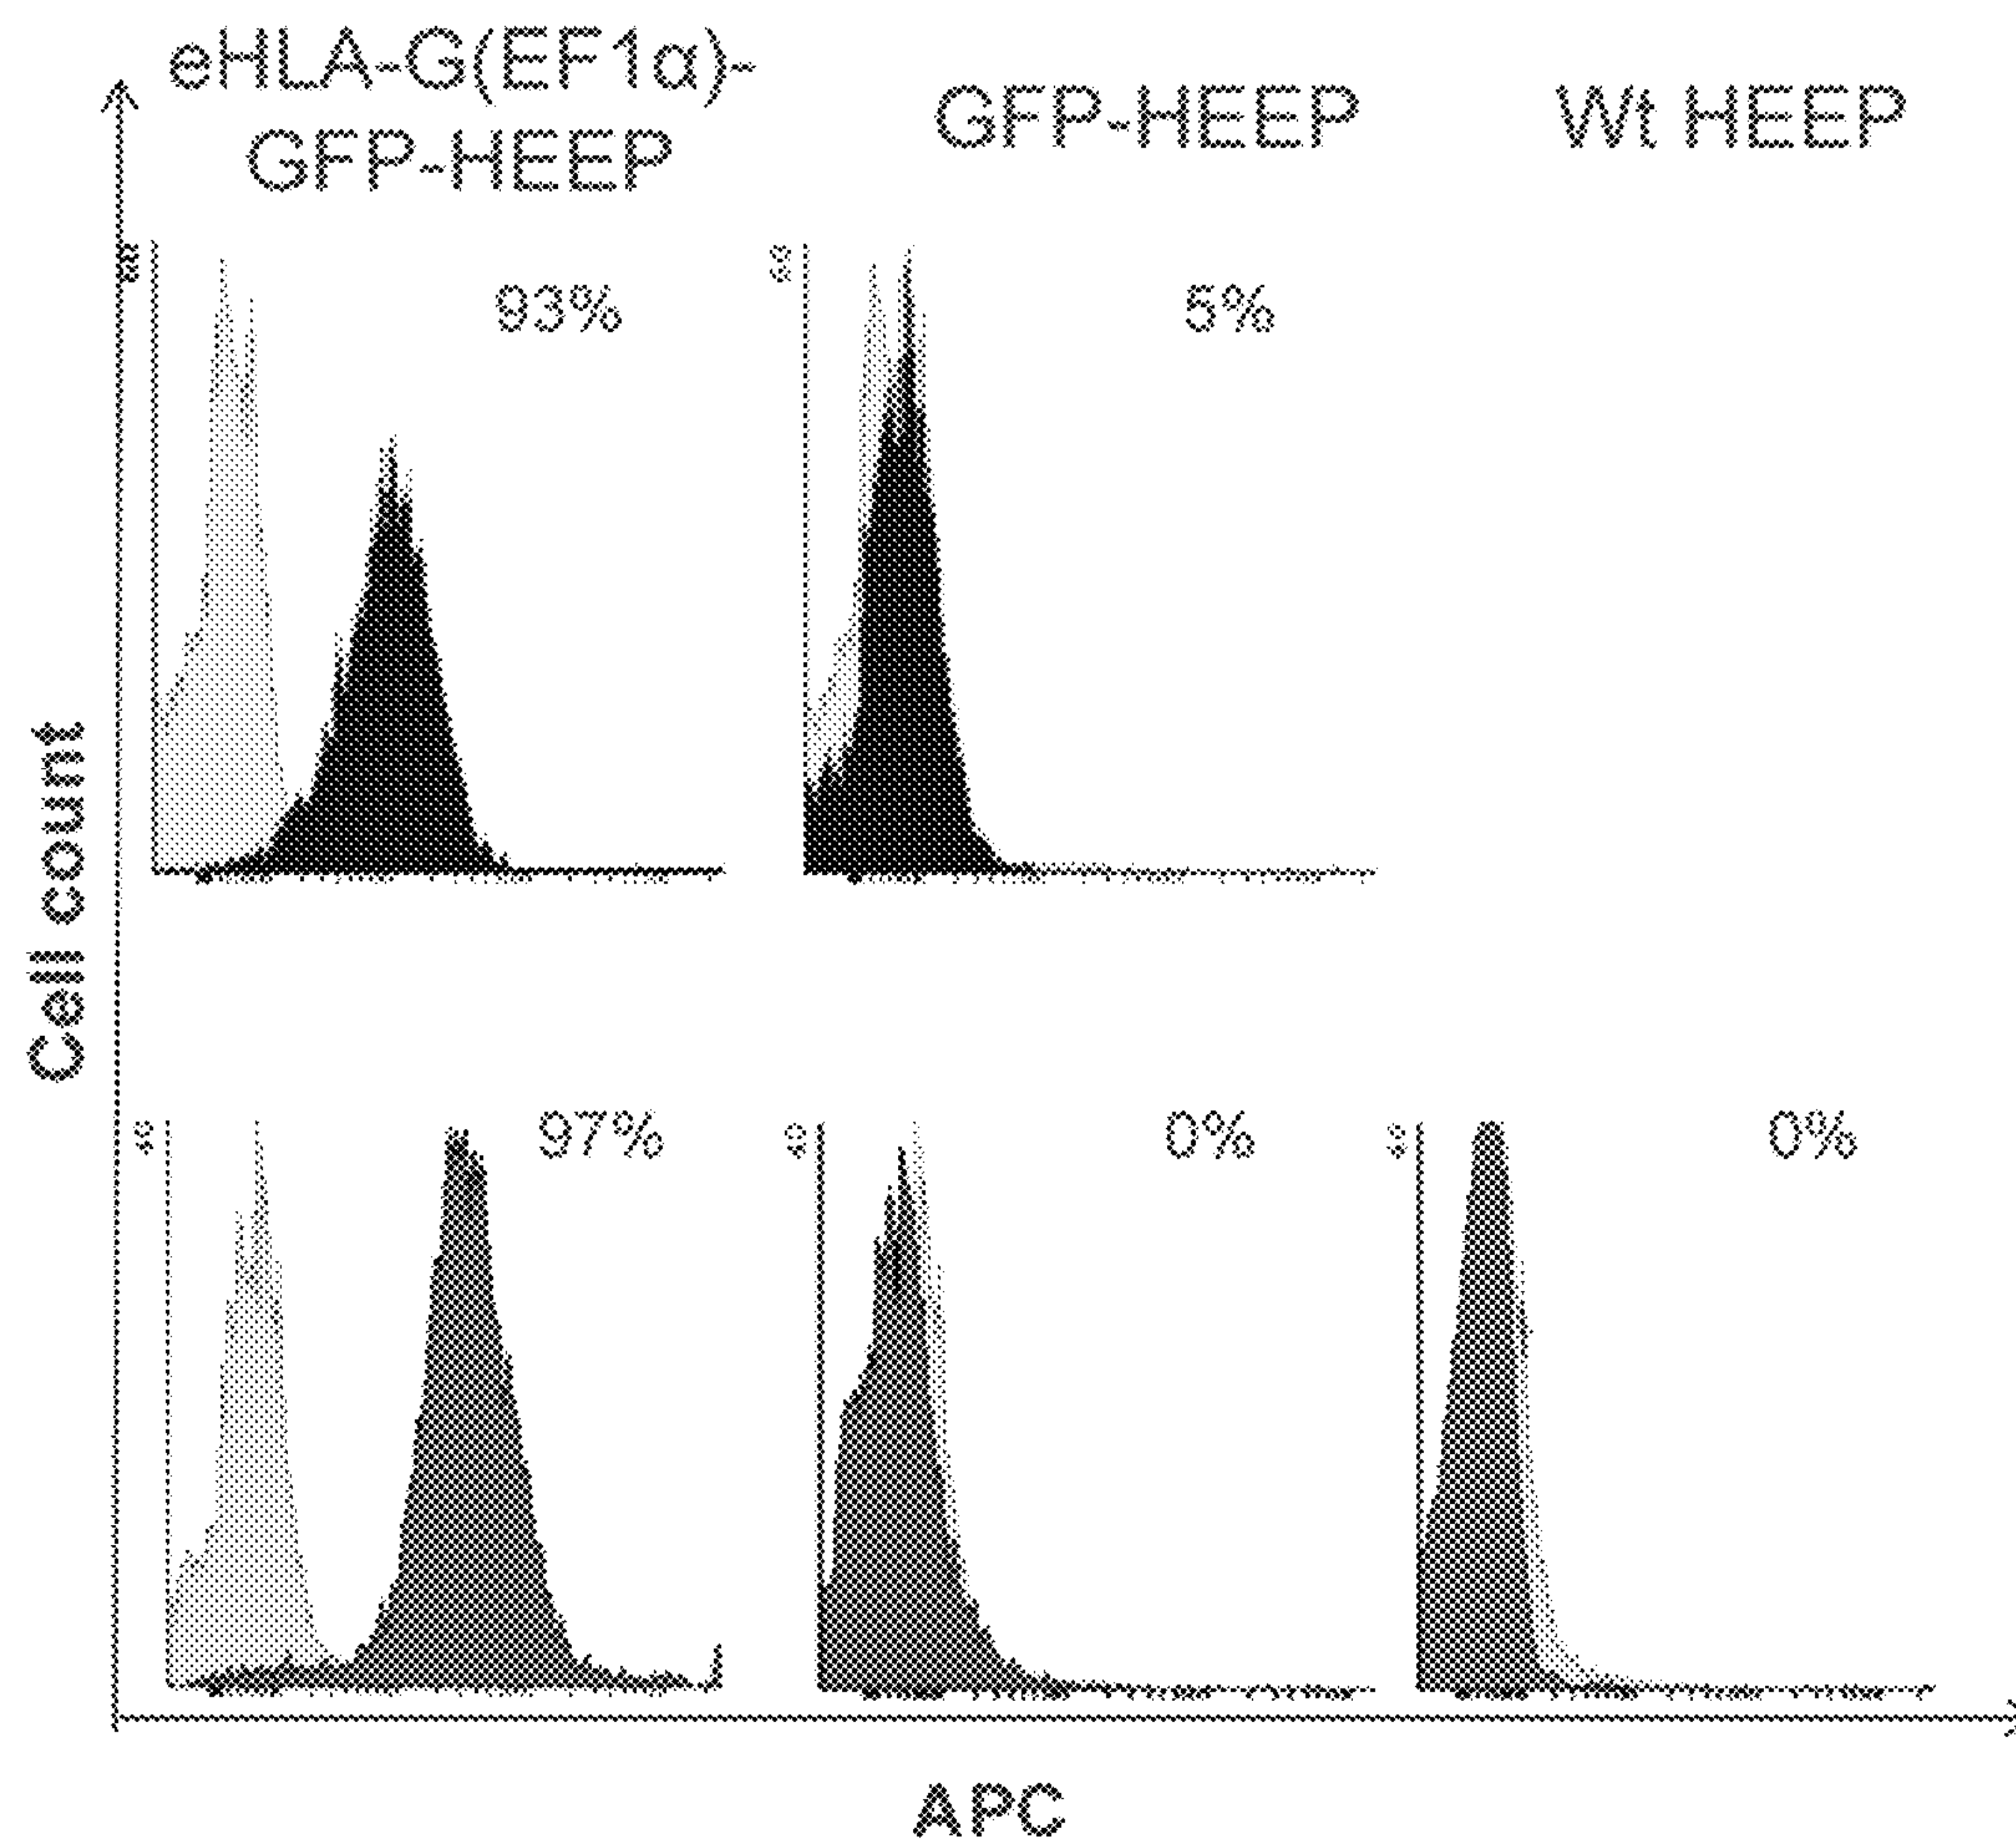 eHLA-G(EF1α)-
GFP-HEEP
GFP-HEEP
Wt HEEP
93%
5%
Cell count
97%
0%
0%
APC